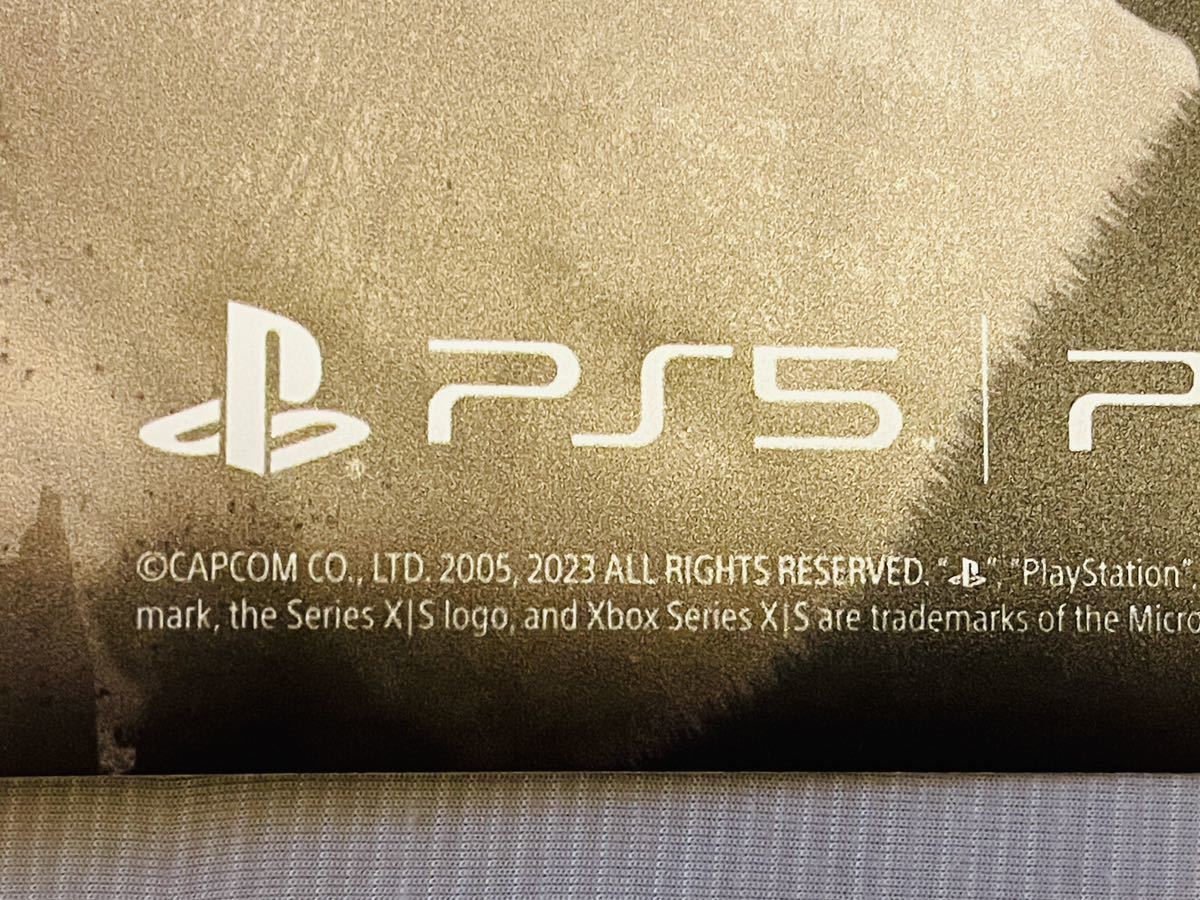 PS5™ | P
©CAPCOM CO., LTD. 2005, 2023 ALL RIGHTS RESERVED. "", "PlayStation"
mark, the Series X|S logo, and Xbox Series X|S are trademarks of the Micro